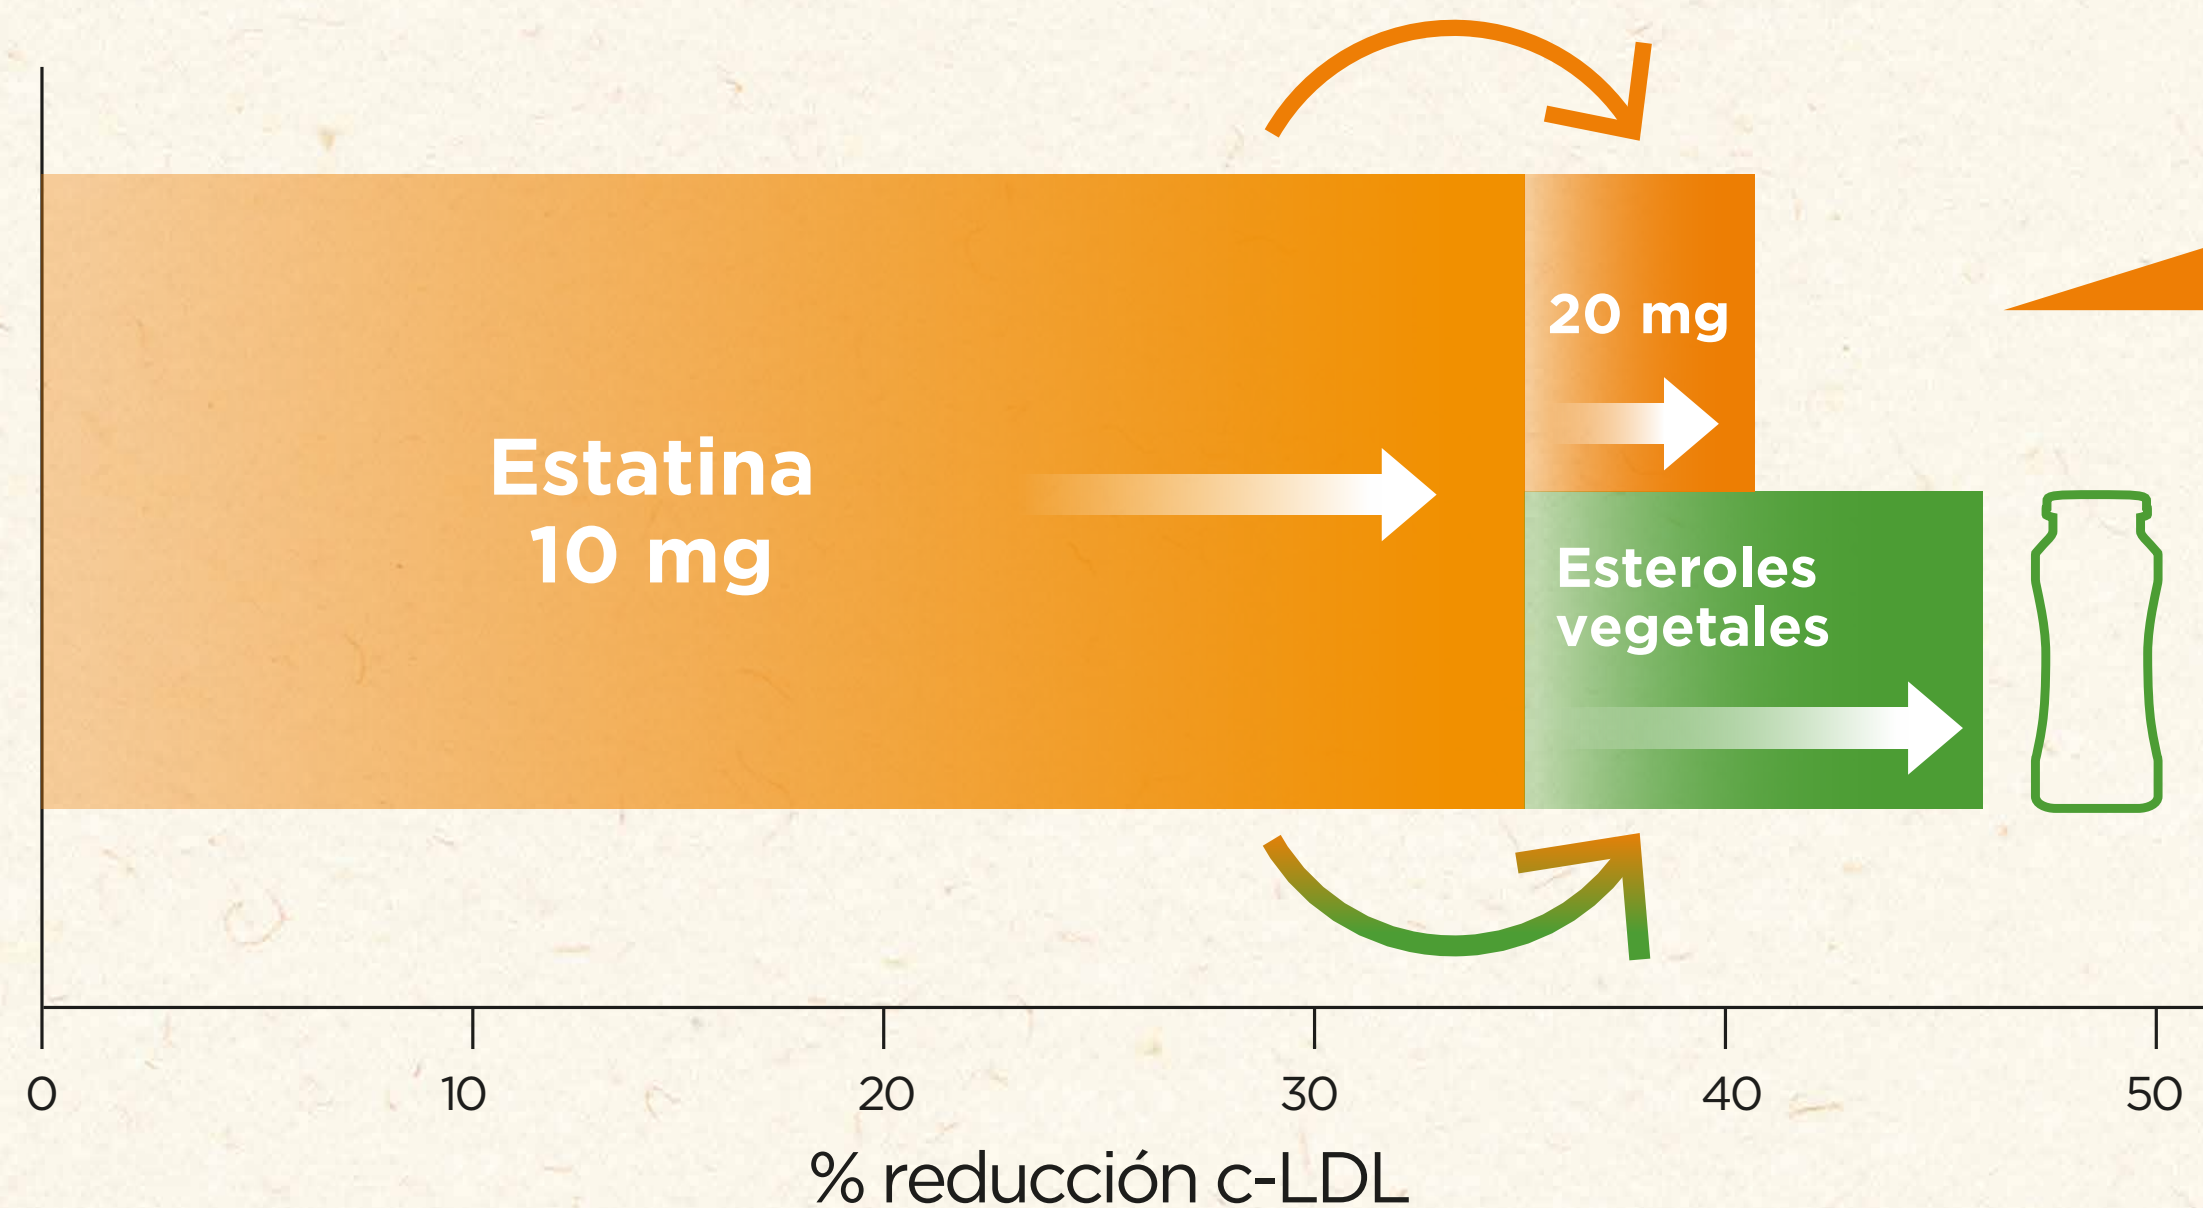 20 mg
Estatina
10 mg
Esteroles
vegetales
0 10 20 30 40 50
% reducción c-LDL